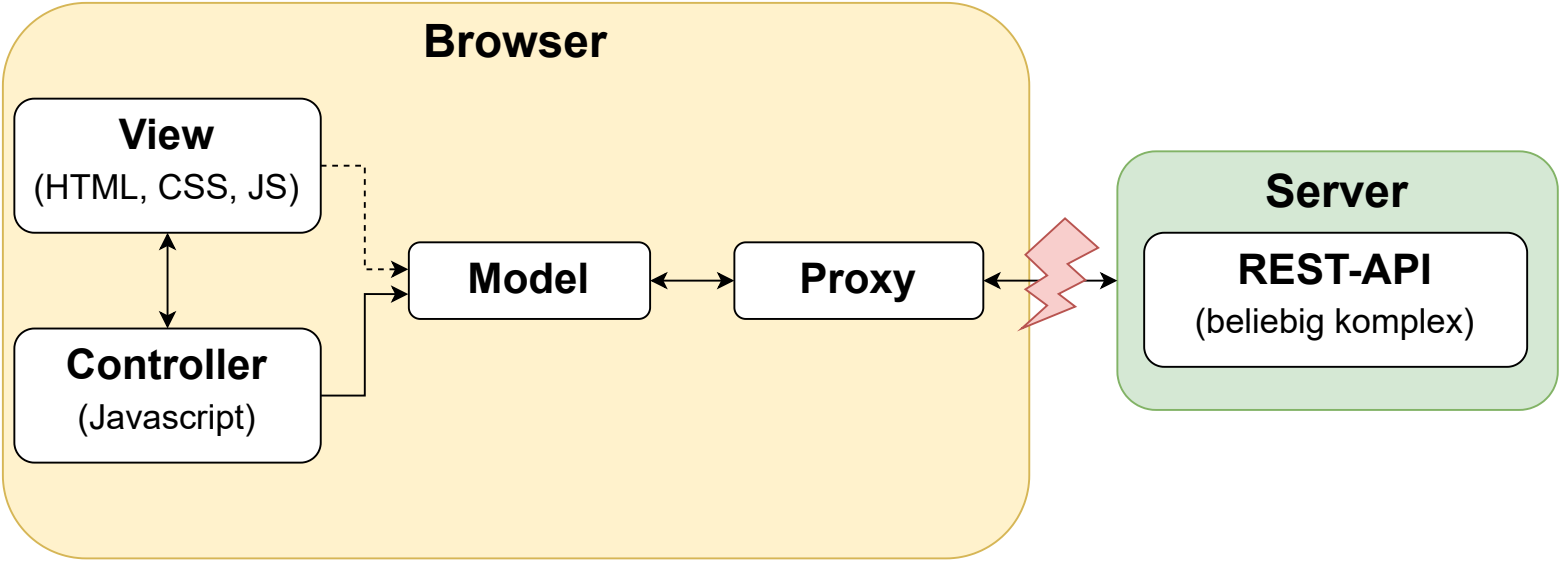 Browser
View
(HTML, CSS, JS)
Controller
(Javascript)
Model
Proxy
Server
REST-API
(beliebig komplex)